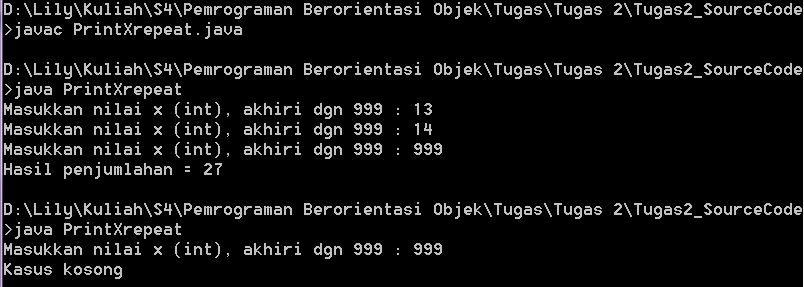 D:\Lily\Kuliah\S4\Pemrograman Berorientasi Objek\Tugas\Tugas 2\Tugas2_SourceCode
>javac PrintXrepeat.java
D:\Lily\Kuliah\S4\Pemrograman Berorientasi Objek\Tugas\Tugas 2\Tugas2_SourceCode
>java PrintXrepeat
Masukkan nilai x (int), akhiri dgn 999 : 13
Masukkan nilai x (int), akhiri dgn 999 : 14
Masukkan nilai x (int), akhiri dgn 999 : 999
Hasil penjumlahan = 27
D:\Lily\Kuliah\S4\Pemrograman Berorientasi Objek\Tugas\Tugas 2\Tugas2_SourceCode
>java PrintXrepeat
Masukkan nilai x (int), akhiri dgn 999 : 999
Kasus kosong